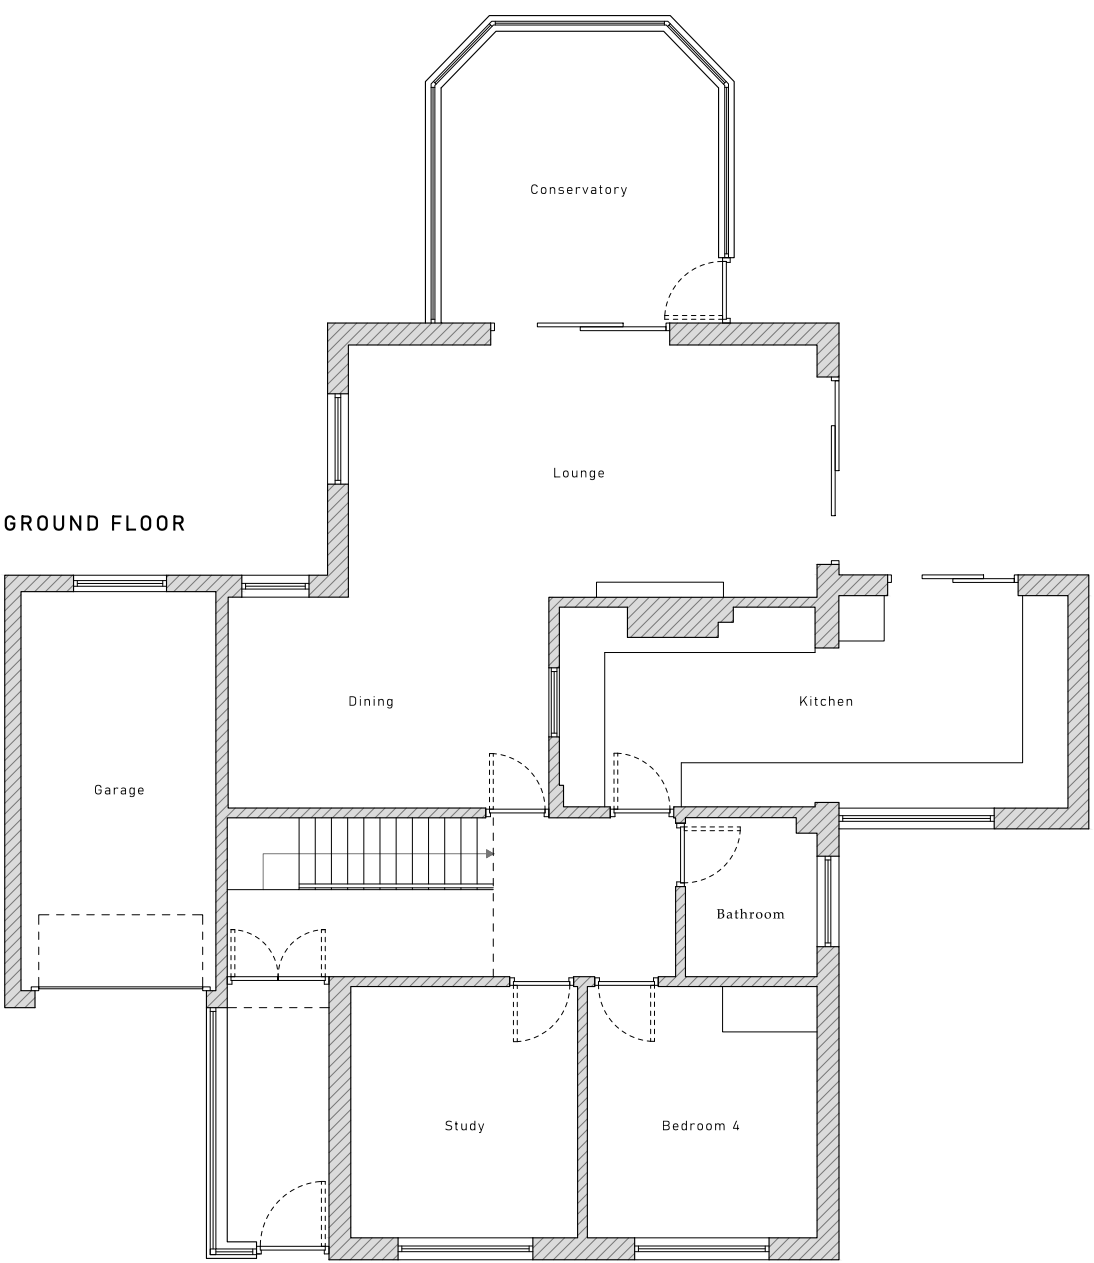 Conservatory
Lounge
GROUND FLOOR
Dining
Kitchen
Garage
Bathroom
Study
Bedroom 4